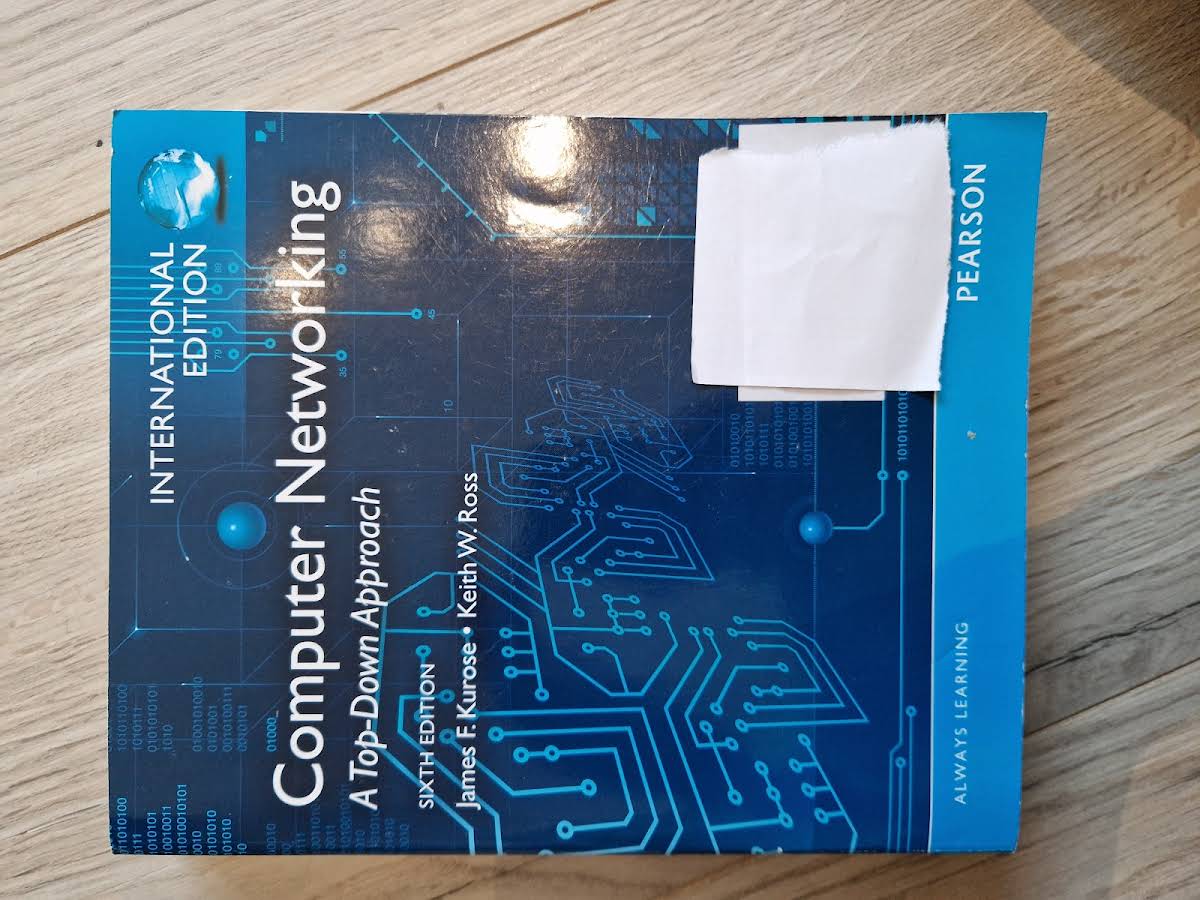 INTERNATIONAL
EDITION
Computer Networking
A Top-Down Approach
SIXTH EDITION
James F. Kurose • Keith W. Ross
ALWAYS LEARNING
PEARSON